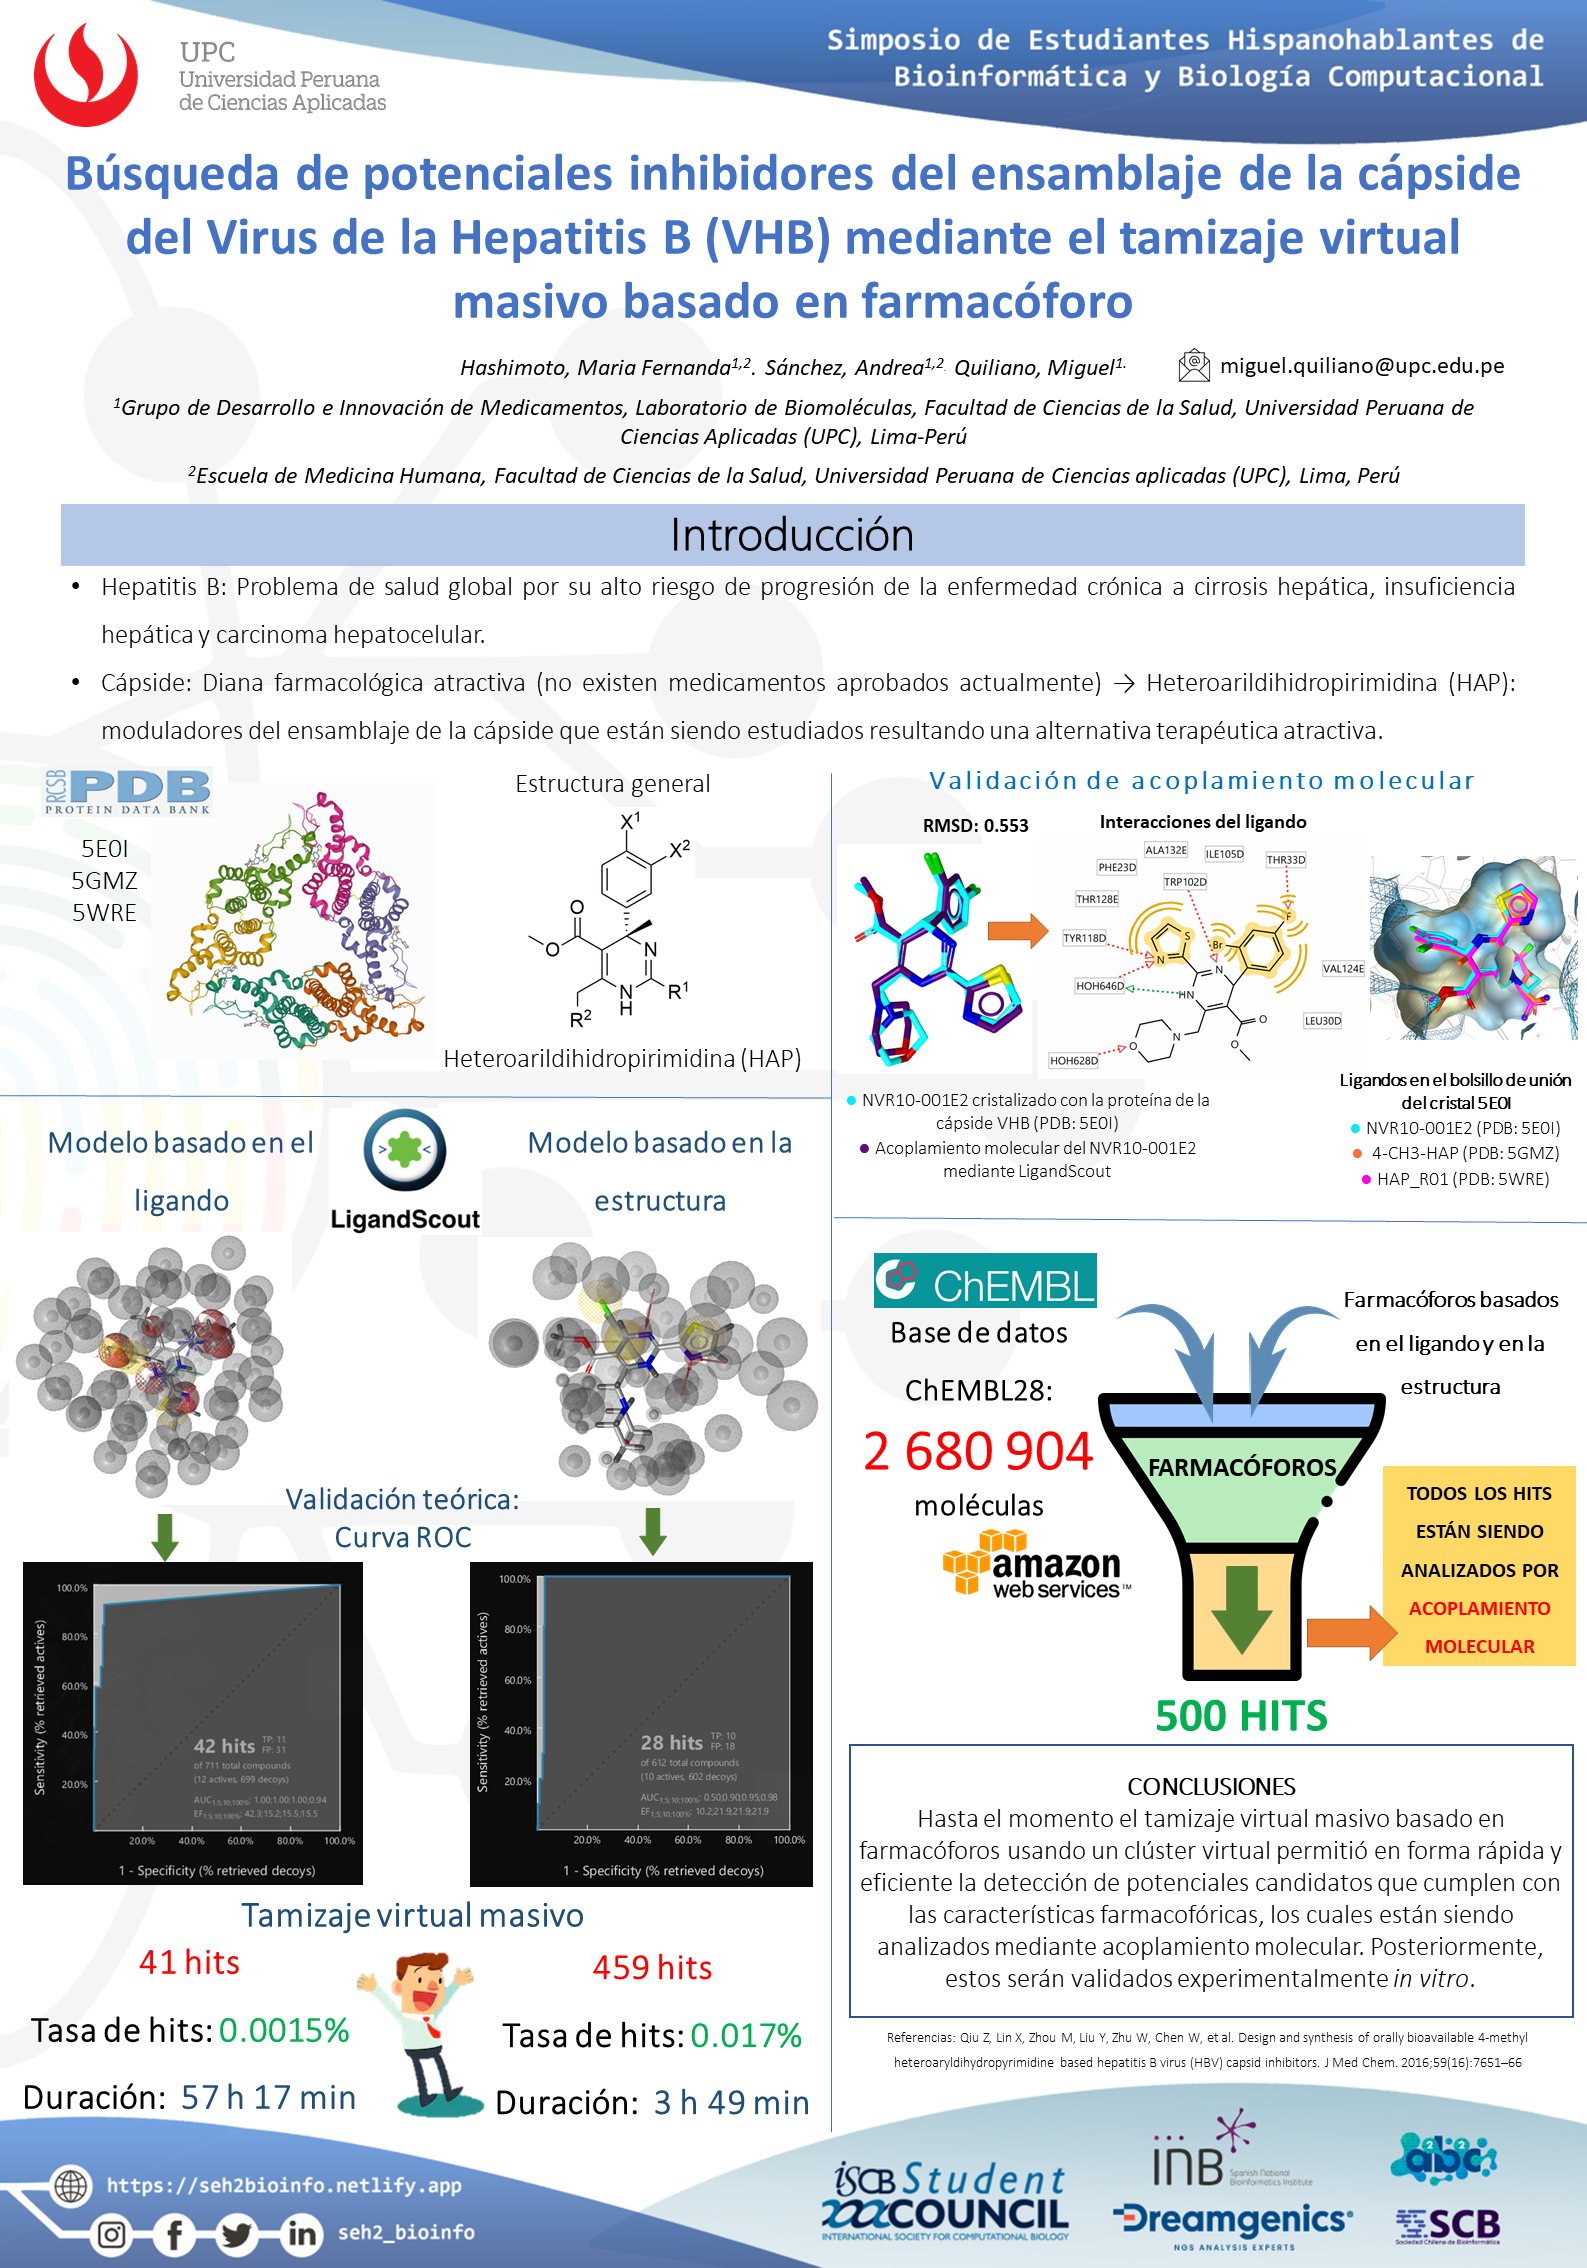 UPC
Universidad Peruana
de Ciencias Aplicadas
Simposio de Estudiantes Hispanohablantes de
Bioinformática y Biología Computacional
Búsqueda de potenciales inhibidores del ensamblaje de la cápside
del Virus de la Hepatitis B (VHB) mediante el tamizaje virtual
masivo basado en farmacóforo
Hashimoto, Maria Fernanda1,2. Sánchez, Andrea1,2. Quiliano, Miguel1.
miguel.quiliano@upc.edu.pe
1Grupo de Desarrollo e Innovación de Medicamentos, Laboratorio de Biomoléculas, Facultad de Ciencias de la Salud, Universidad Peruana de
Ciencias Aplicadas (UPC), Lima-Perú
2Escuela de Medicina Humana, Facultad de Ciencias de la Salud, Universidad Peruana de Ciencias aplicadas (UPC), Lima, Perú
Introducción
• Hepatitis B: Problema de salud global por su alto riesgo de progresión de la enfermedad crónica a cirrosis hepática, insuficiencia
hepática y carcinoma hepatocelular.
• Cápside: Diana farmacológica atractiva (no existen medicamentos aprobados actualmente) → Heteroarildihidropirimidina (HAP):
moduladores del ensamblaje de la cápside que están siendo estudiados resultando una alternativa terapéutica atractiva.
RCSB
PDB
PROTEIN DATA BANK
5E0I
5GMZ
5WRE
Estructura general
X1
X2
O
O
N
N
H
R1
R2
Heteroarildihidropirimidina (HAP)
Validación de acoplamiento molecular
RMSD: 0.553
Interacciones del ligando
ALA132E
ILE105D
PHE23D
THR33D
TRP102D
THR128E
F
TYR118D
S
Br
N
VAL124E
N
HOH646D
HN
LEU30D
O
N
O
O
HOH628D
● NVR10-001E2 cristalizado con la proteína de la
cápside VHB (PDB: 5E0I)
● Acoplamiento molecular del NVR10-001E2
mediante LigandScout
Ligandos en el bolsillo de unión
del cristal 5E0I
● NVR10-001E2 (PDB: 5E0I)
● 4-CH3-HAP (PDB: 5GMZ)
● HAP_R01 (PDB: 5WRE)
Modelo basado en el
ligando
LigandScout
Modelo basado en la
estructura
Validación teórica:
Curva ROC
Sensitivity (% retrieved actives)
100.0%
80.0%
60.0%
40.0%
20.0%
42 hits TP: 11
FP: 31
of 711 total compounds
(12 actives, 699 decoys)
AUC1;5;10;100%: 1.00;1.00;1.00;0.94
EF1;5;10;100%: 42.3;15.2;15.5;15.5
20.0% 40.0% 60.0% 80.0% 100.0%
1 - Specificity (% retrieved decoys)
Sensitivity (% retrieved actives)
100.0%
80.0%
60.0%
40.0%
20.0%
28 hits TP: 10
FP: 18
of 612 total compounds
(10 actives, 602 decoys)
AUC1;5;10;100%: 0.50;0.90;0.95;0.98
EF1;5;10;100%: 10.2;21.9;21.9;21.9
20.0% 40.0% 60.0% 80.0% 100.0%
1 - Specificity (% retrieved decoys)
Tamizaje virtual masivo
41 hits
Tasa de hits: 0.0015%
Duración: 57 h 17 min
459 hits
Tasa de hits: 0.017%
Duración: 3 h 49 min
ChEMBL
Base de datos
ChEMBL28:
2 680 904
moléculas
amazon
web services™
Farmacóforos basados
en el ligando y en la
estructura
FARMACÓFOROS
TODOS LOS HITS
ESTÁN SIENDO
ANALIZADOS POR
ACOPLAMIENTO
MOLECULAR
500 HITS
CONCLUSIONES
Hasta el momento el tamizaje virtual masivo basado en
farmacóforos usando un clúster virtual permitió en forma rápida y
eficiente la detección de potenciales candidatos que cumplen con
las características farmacofóricas, los cuales están siendo
analizados mediante acoplamiento molecular. Posteriormente,
estos serán validados experimentalmente in vitro.
Referencias: Qiu Z, Lin X, Zhou M, Liu Y, Zhu W, Chen W, et al. Design and synthesis of orally bioavailable 4-methyl
heteroaryldihydropyrimidine based hepatitis B virus (HBV) capsid inhibitors. J Med Chem. 2016;59(16):7651–66
https://seh2bioinfo.netlify.app
seh2_bioinfo
iSCB Student
COUNCIL
INTERNATIONAL SOCIETY FOR COMPUTATIONAL BIOLOGY
INB
Spanish National
Bioinformatics Institute
Dreamgenics®
NGS ANALYSIS EXPERTS
abc
2 2
SCB
Sociedad Chilena de Bioinformática